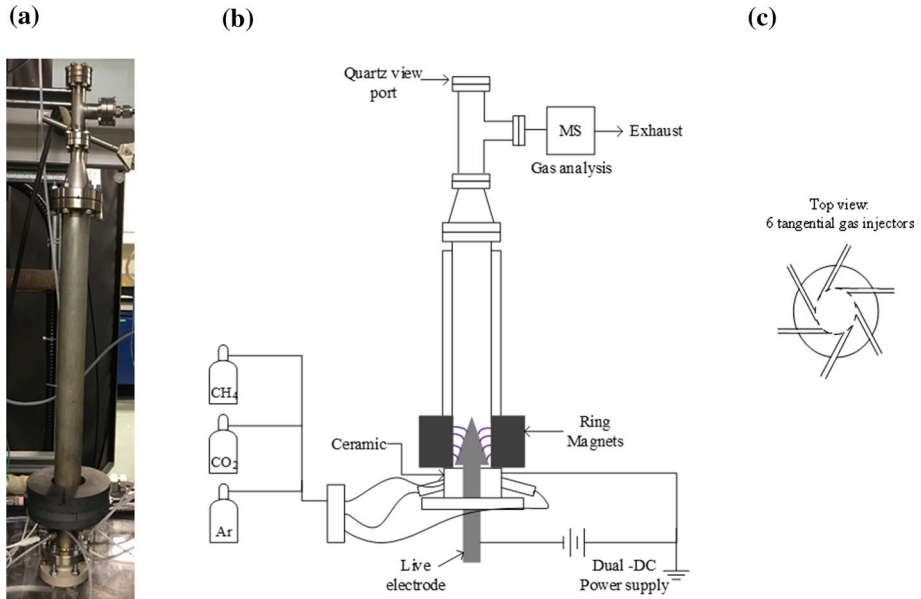 (a)
(b)
(c)
Quartz view
port
MS
Exhaust
Gas analysis
Top view:
6 tangential gas injectors
CH4
CO2
Ar
Ceramic
Ring
Magnets
Live
electrode
Dual -DC
Power supply